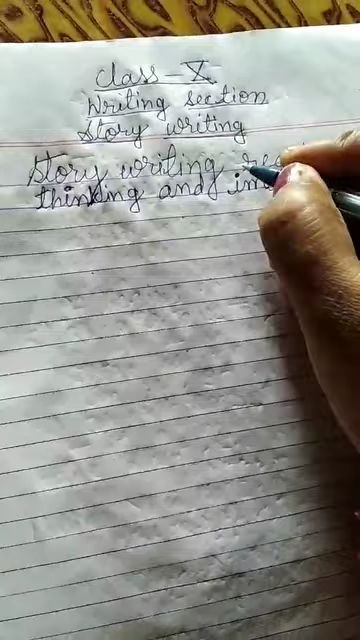 Class - X
Writing section
Story writing
Story writing
thinking and